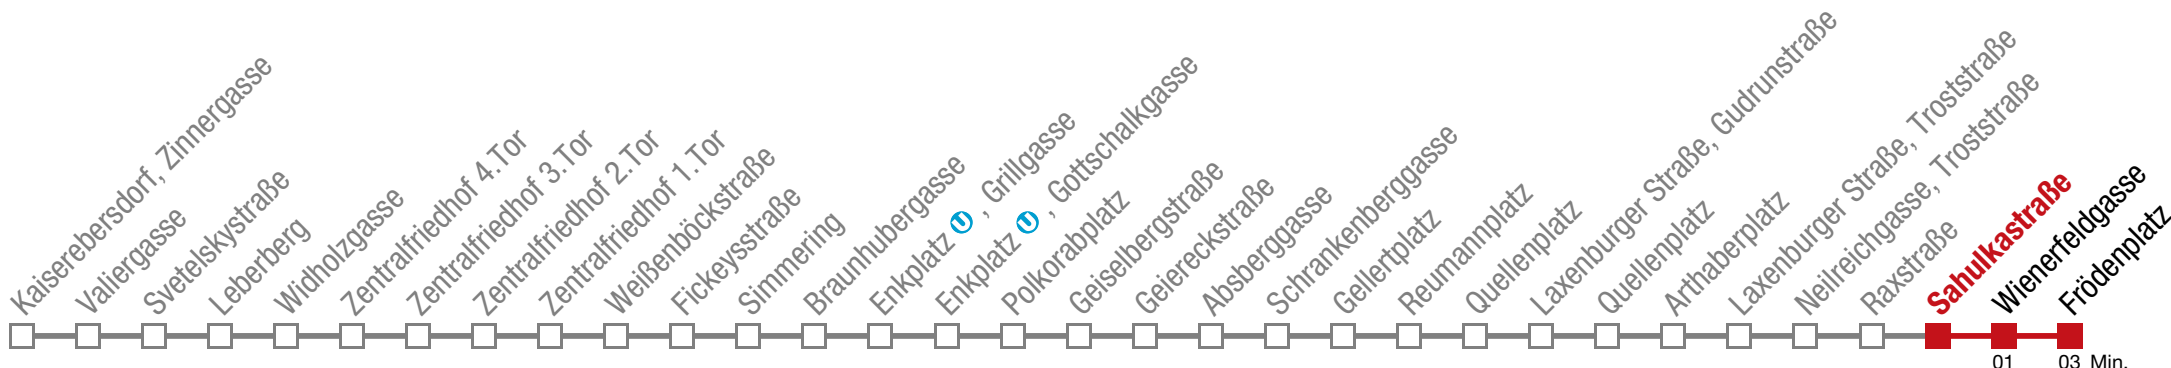 Kaiserebersdorf, Zinnergasse
Valiergasse
Svetelskystraße
Leberberg
Widholzgasse
Zentralfriedhof 4.Tor
Zentralfriedhof 3.Tor
Zentralfriedhof 2.Tor
Zentralfriedhof 1.Tor
Weißenböckstraße
Fickeysstraße
Simmering
Braunhubergasse
Enkplatz U, Grillgasse
Enkplatz U, Gottschalkgasse
Polkorabplatz
Geiselbergstraße
Geiereckstraße
Absberggasse
Schrankenberggasse
Gellertplatz
Reumannplatz
Quellenplatz
Laxenburger Straße, Gudrunstraße
Quellenplatz
Arthaberplatz
Laxenburger Straße, Troststraße
Neilreichgasse, Troststraße
Raxstraße
Sahulkastraße
Wienerfeldgasse
Frödenplatz
01 03 Min.